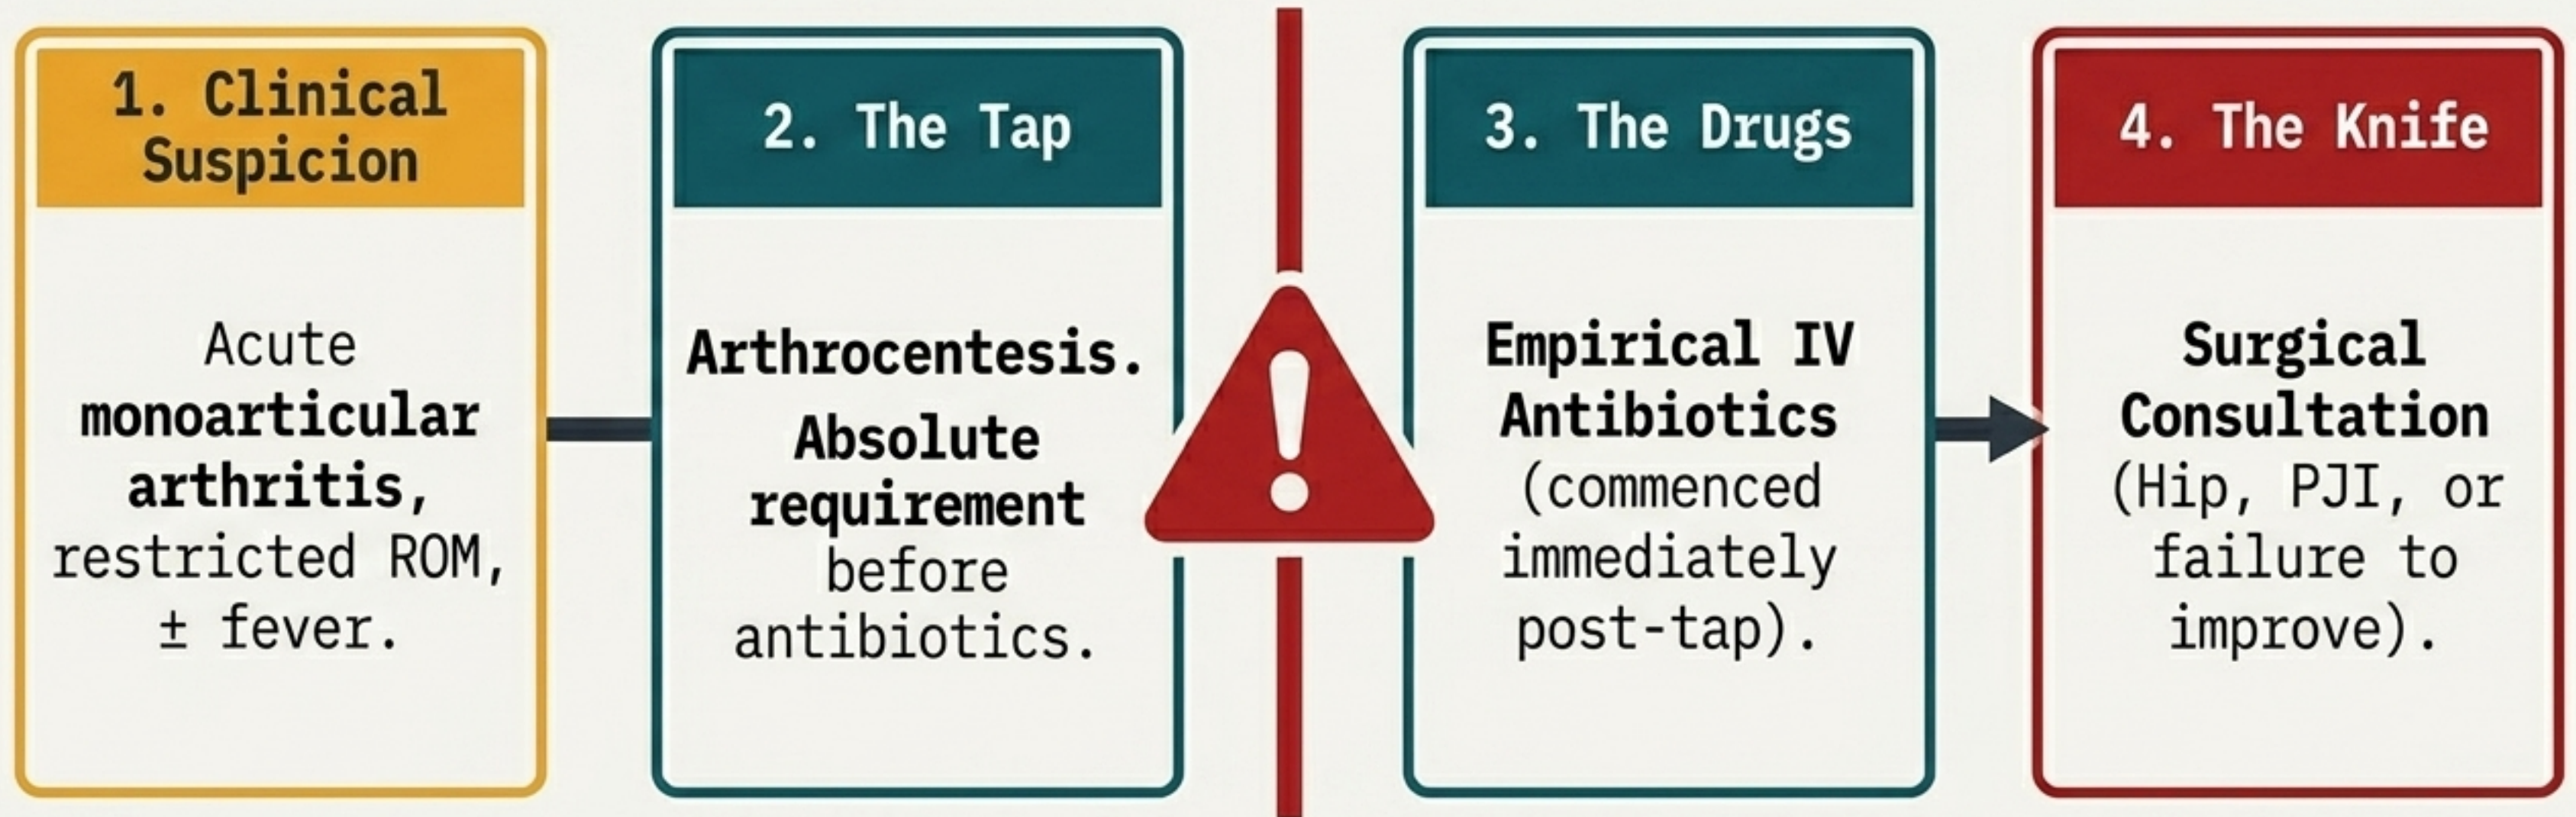 1. Clinical
Suspicion
Acute
monoarticular
arthritis,
restricted ROM,
± fever.
2. The Tap
Arthrocentesis.
Absolute
requirement
before
antibiotics.
!
3. The Drugs
Empirical IV
Antibiotics
(commenced
immediately
post-tap).
4. The Knife
Surgical
Consultation
(Hip, PJI, or
failure to
improve).